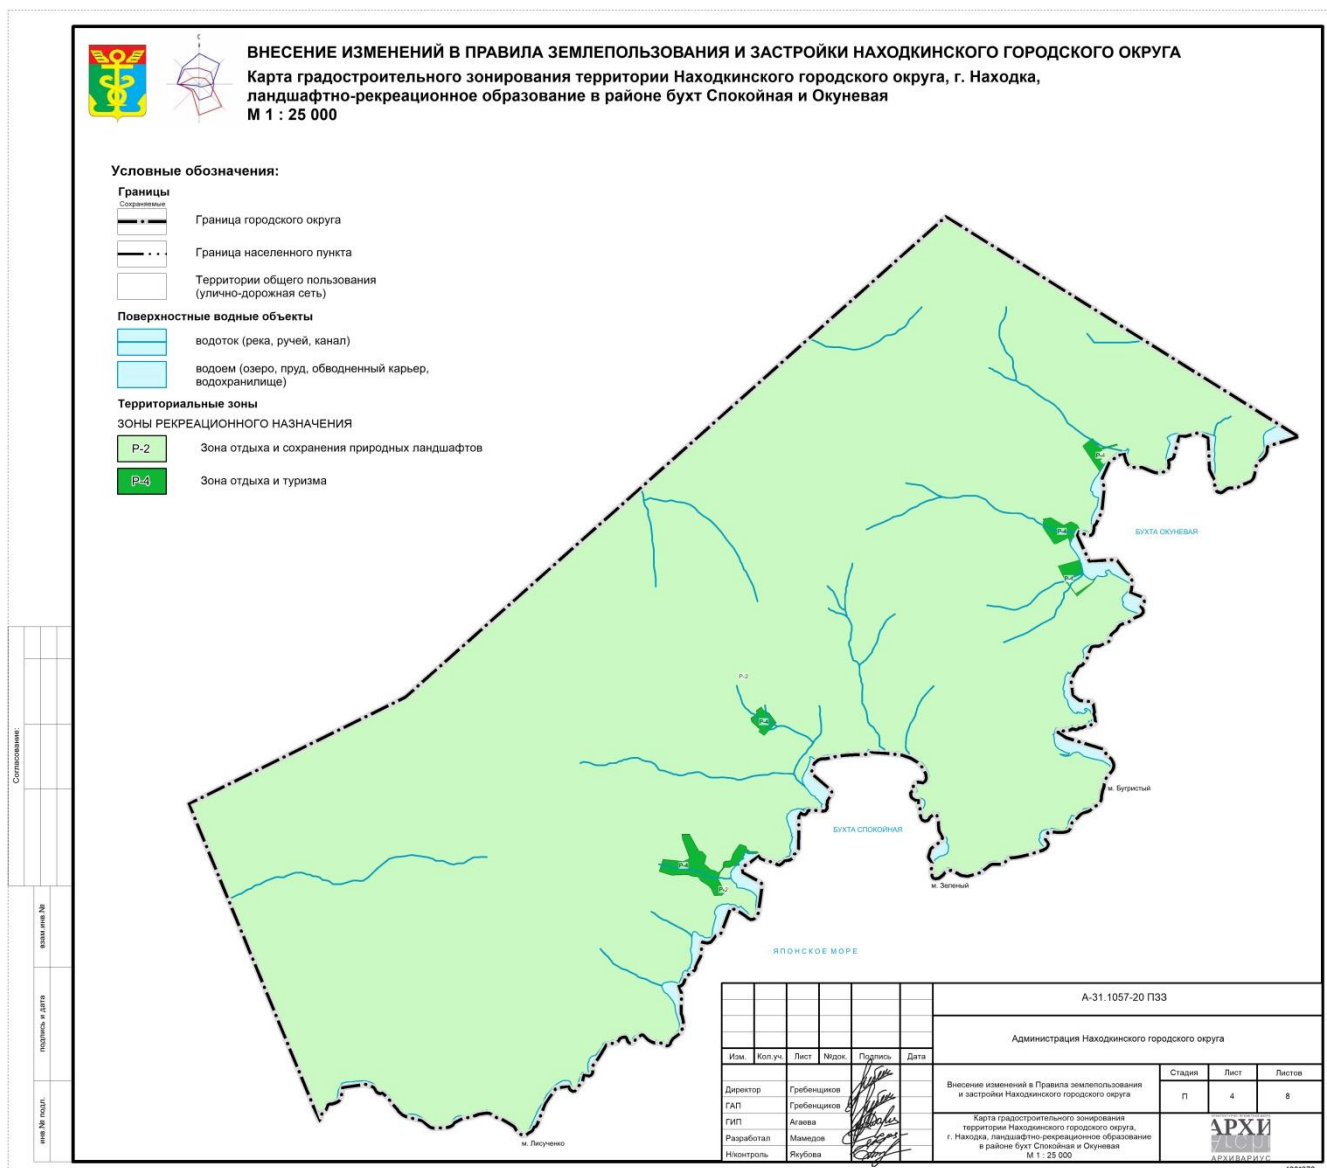 ВНЕСЕНИЕ ИЗМЕНЕНИЙ В ПРАВИЛА ЗЕМЛЕПОЛЬЗОВАНИЯ И ЗАСТРОЙКИ НАХОДКИНСКОГО ГОРОДСКОГО ОКРУГА
Карта градостроительного зонирования территории Находкинского городского округа, г. Находка,
ландшафтно-рекреационное образование в районе бухт Спокойная и Окуневая
М 1 : 25 000
С
Условные обозначения:
Границы
Сохраняемые
Граница городского округа
Граница населенного пункта
Территории общего пользования
(улично-дорожная сеть)
Поверхностные водные объекты
водоток (река, ручей, канал)
водоем (озеро, пруд, обводненный карьер,
водохранилище)
Территориальные зоны
ЗОНЫ РЕКРЕАЦИОННОГО НАЗНАЧЕНИЯ
Р-2 Зона отдыха и сохранения природных ландшафтов
Р-4 Зона отдыха и туризма
Р-4
Р-4
БУХТА ОКУНЕВАЯ
Р-4
Р-2
Р-4
м. Бугристый
БУХТА СПОКОЙНАЯ
Р-4
Р-2
м. Зеленый
ЯПОНСКОЕ МОРЕ
м. Лисученко
Согласование:
взам.инв.№
подпись и дата
инв.№ подл.
А-31.1057-20 ПЗЗ
Администрация Находкинского городского округа
Изм. Кол.уч. Лист №док. Подпись Дата
Директор Гребенщиков
ГАП Гребенщиков
ГИП Агаева
Разработал Мамедов
Н/контроль Якубова
Внесение изменений в Правила землепользования
и застройки Находкинского городского округа
Стадия Лист Листов
П 4 8
Карта градостроительного зонирования
территории Находкинского городского округа,
г. Находка, ландшафтно-рекреационное образование
в районе бухт Спокойная и Окуневая
М 1 : 25 000
АРХИ
АРХИВАРИУС